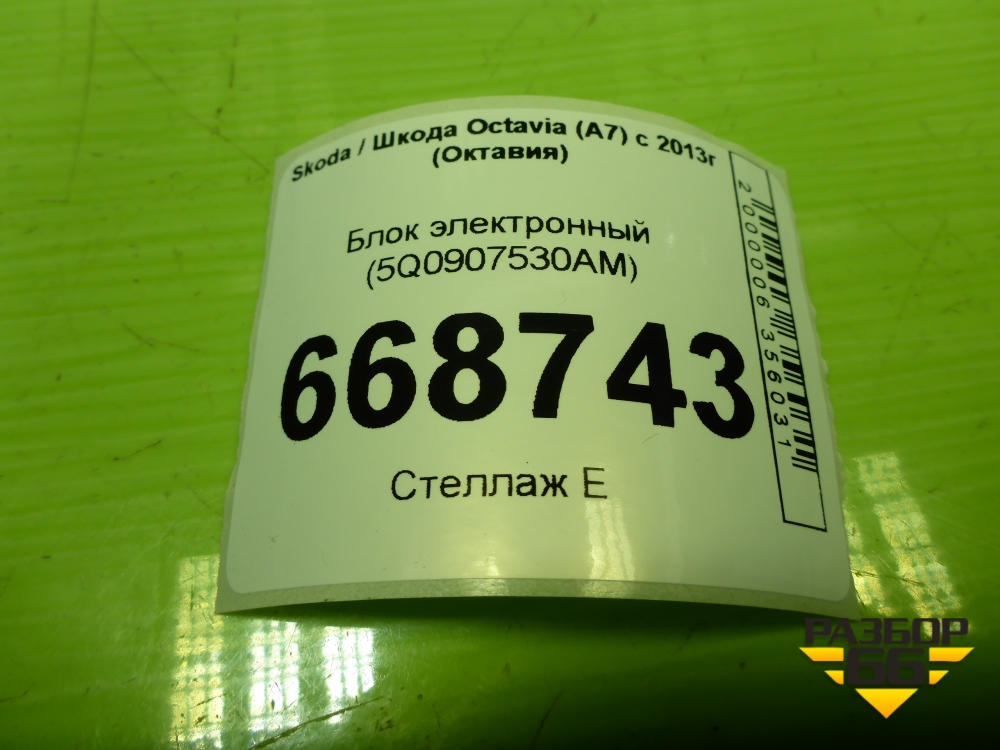 Skoda / Шкода Octavia (A7) с 2013г
(Октавия)
Блок электронный
(5Q0907530AM)
668743
Стеллаж Е
2000006356031
РАЗБОР
66